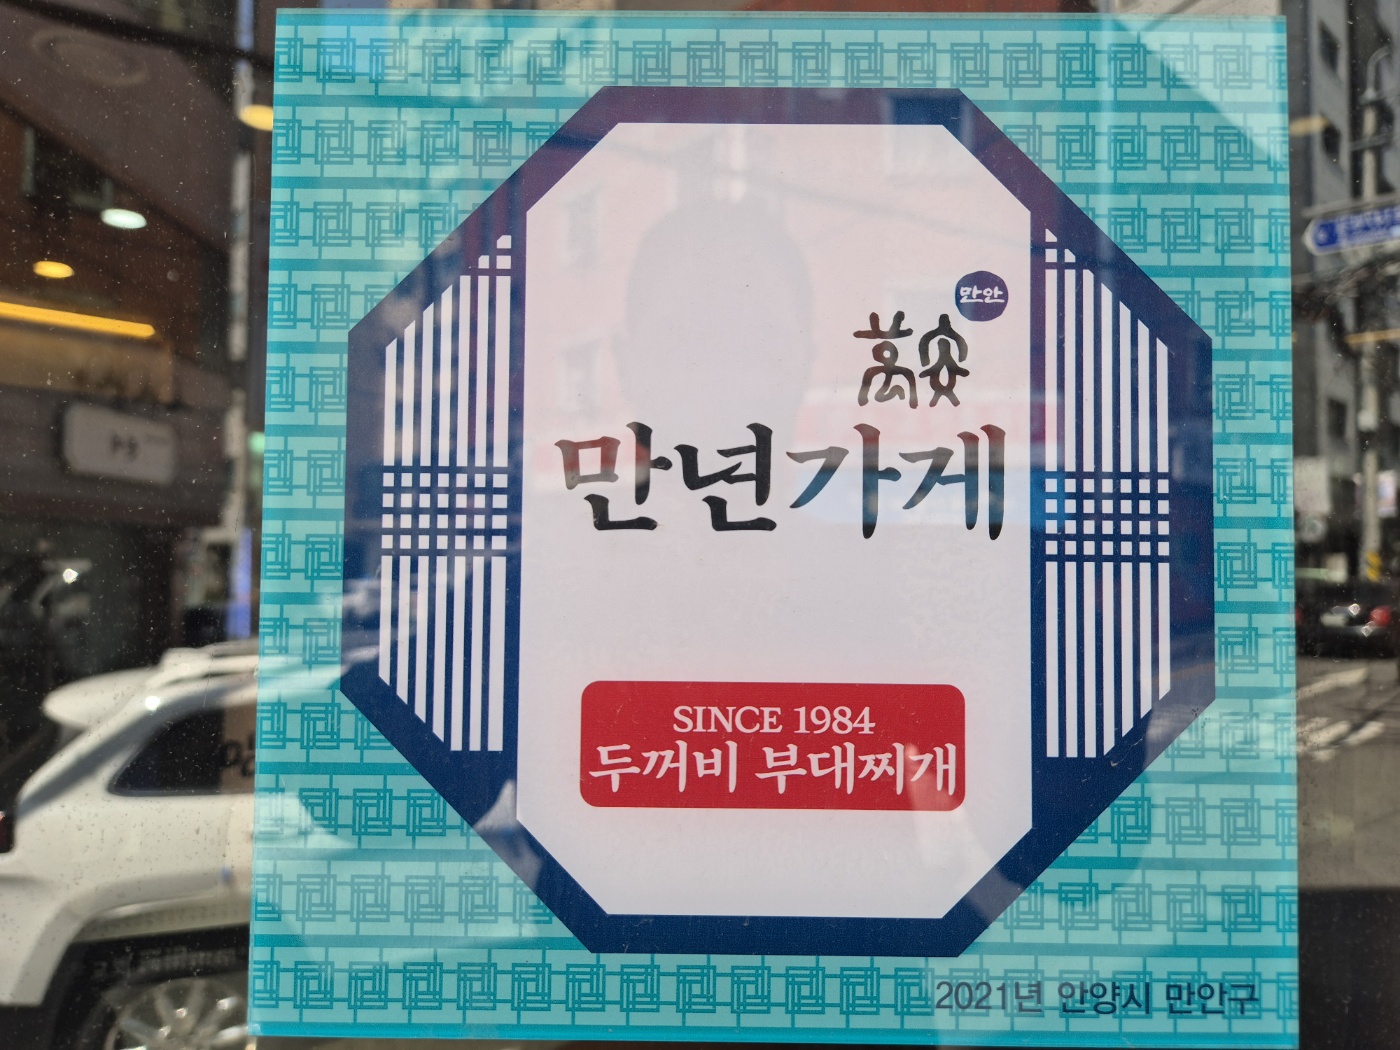 만안
萬安
만년가게
SINCE 1984
두꺼비 부대찌개
2021년 안양시 만안구